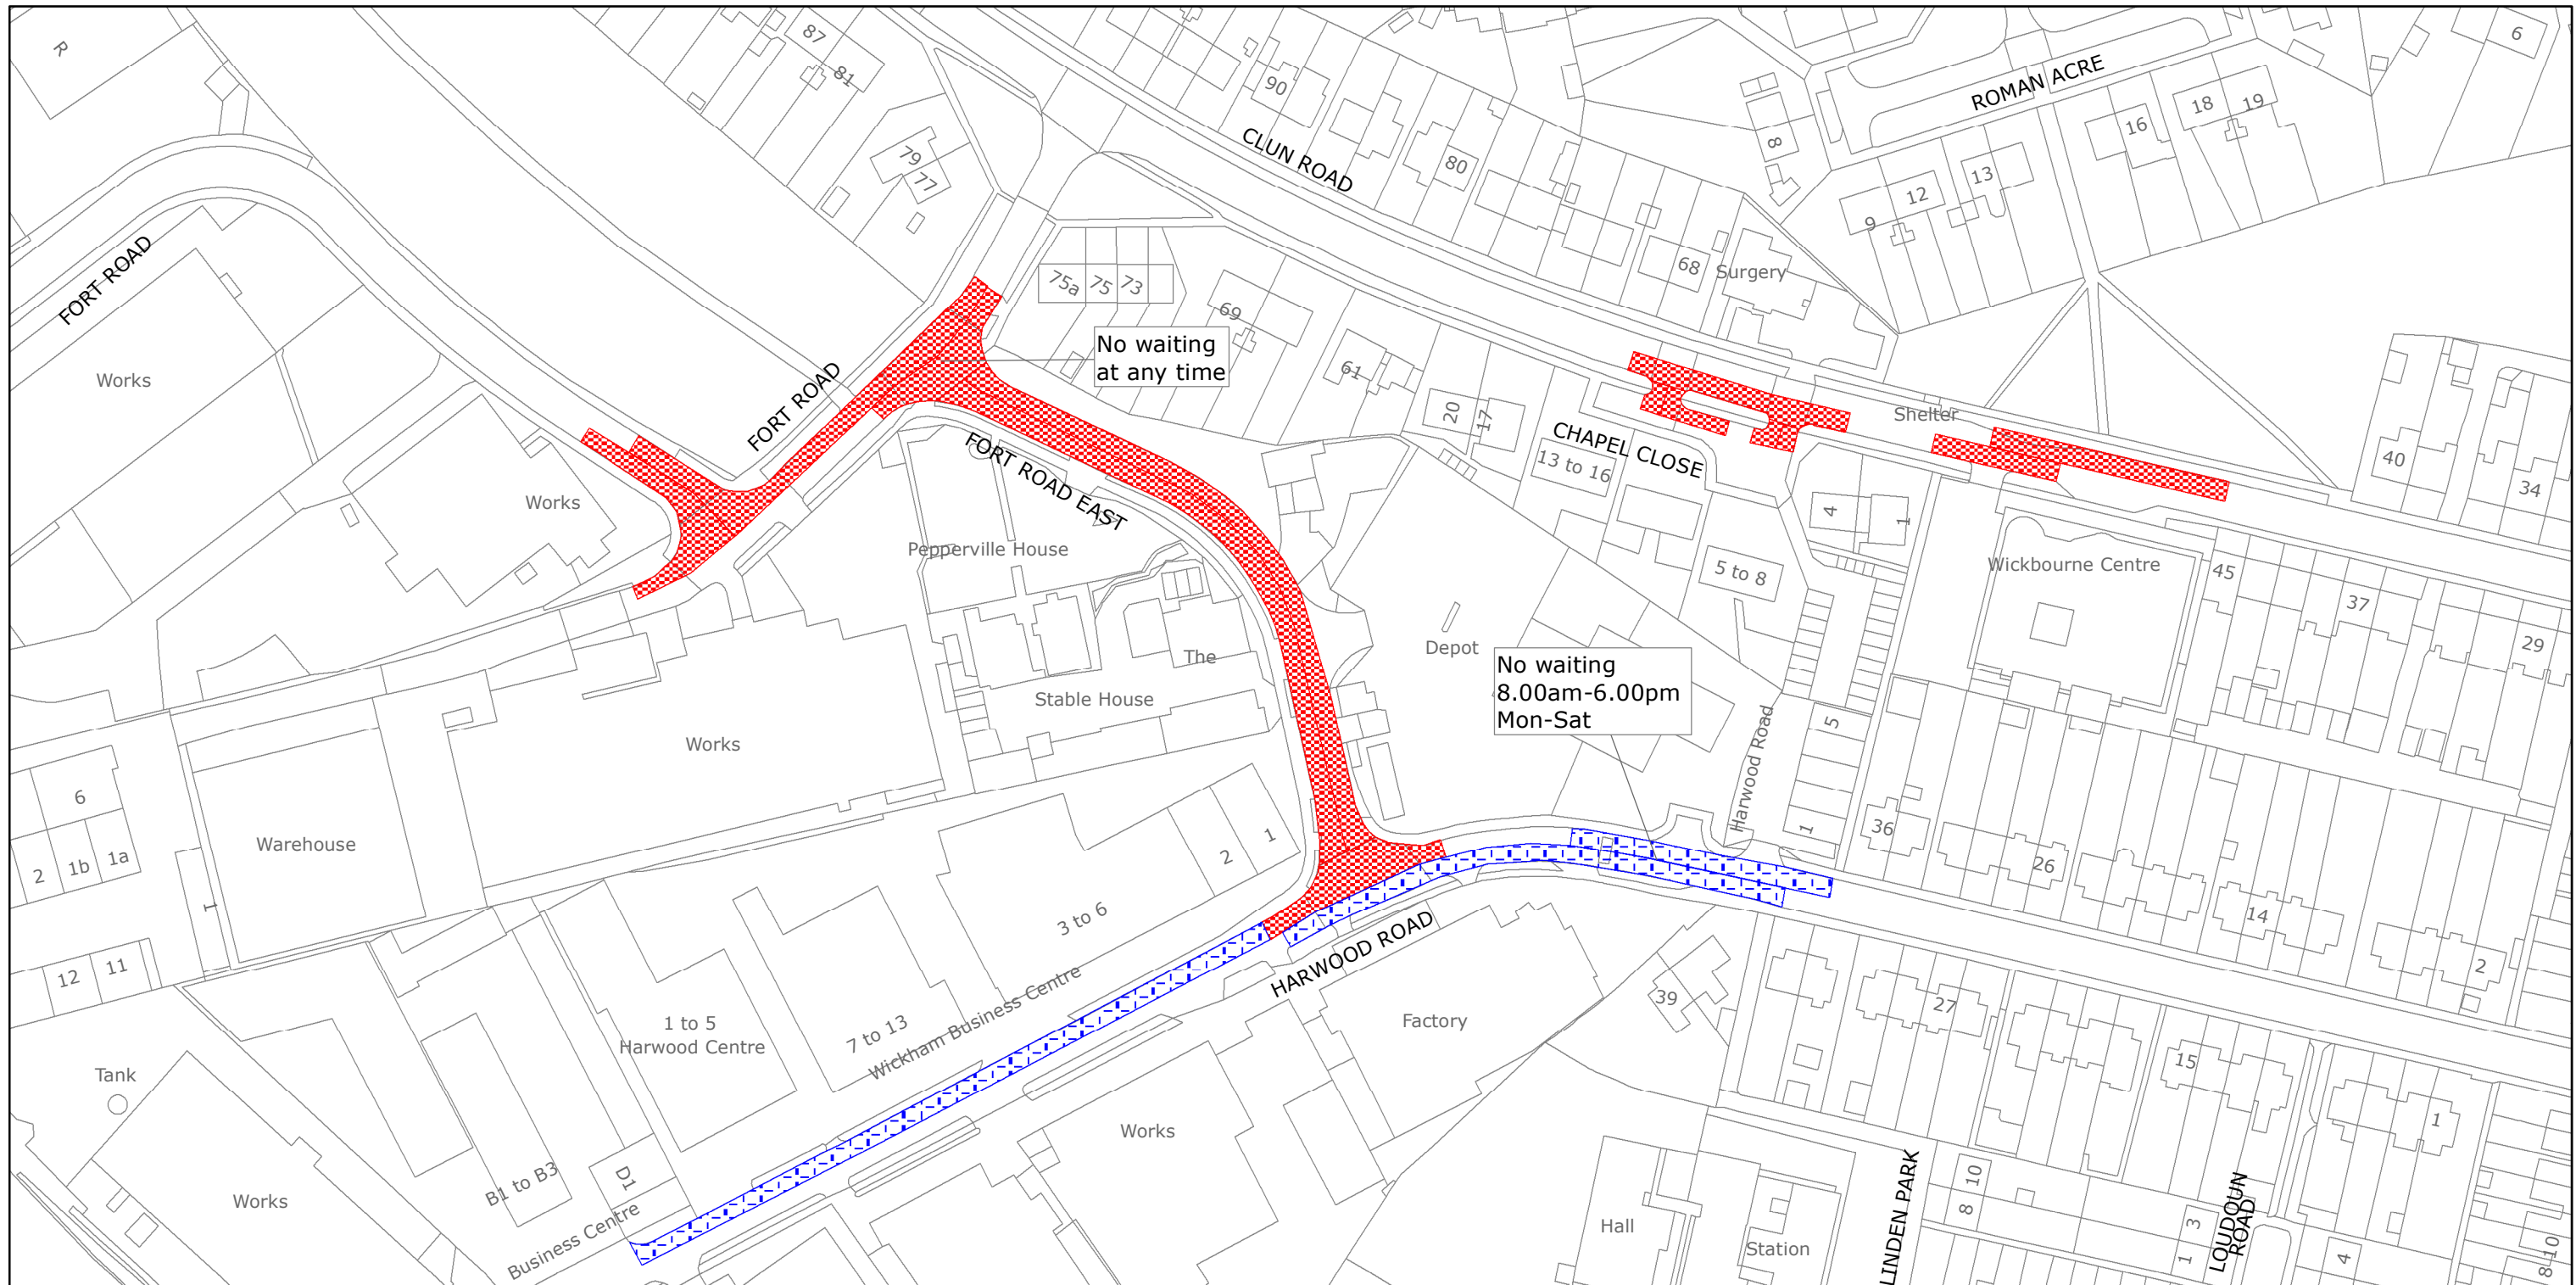 R
87
81
6
ROMAN ACRE
18
19
90
CLUN ROAD
16
8
79
77
80
13
12
9
FORT ROAD
75a
75
73
69
68
Surgery
No waiting
at any time
61
Works
FORT ROAD
20
17
CHAPEL CLOSE
Shelter
FORT ROAD EAST
13 to 16
40
34
Works
4
1
Pepperville House
5 to 8
Wickbourne Centre
45
37
29
Depot
The
Stable House
No waiting
8.00am-6.00pm
Mon-Sat
Works
Harwood Road
5
1
6
2
1b
1a
Warehouse
1
2
1
36
26
3 to 6
14
12
11
HARWOOD ROAD
2
39
27
1 to 5
Harwood Centre
7 to 13
Wickham Business Centre
Factory
Tank
15
Works
1
B1 to B3
D1
Works
Business Centre
Hall
Station
LINDEN PARK
10
8
LOUDOUN
ROAD
3
1
4
10
8